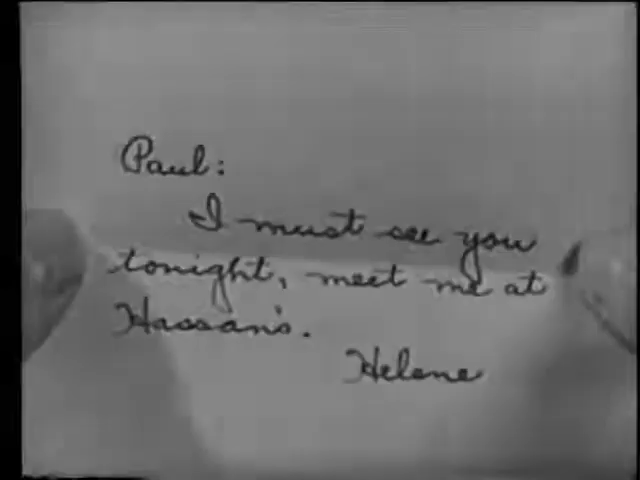 Paul:
I must see you
tonight, meet me at
Hassan's.
Helene